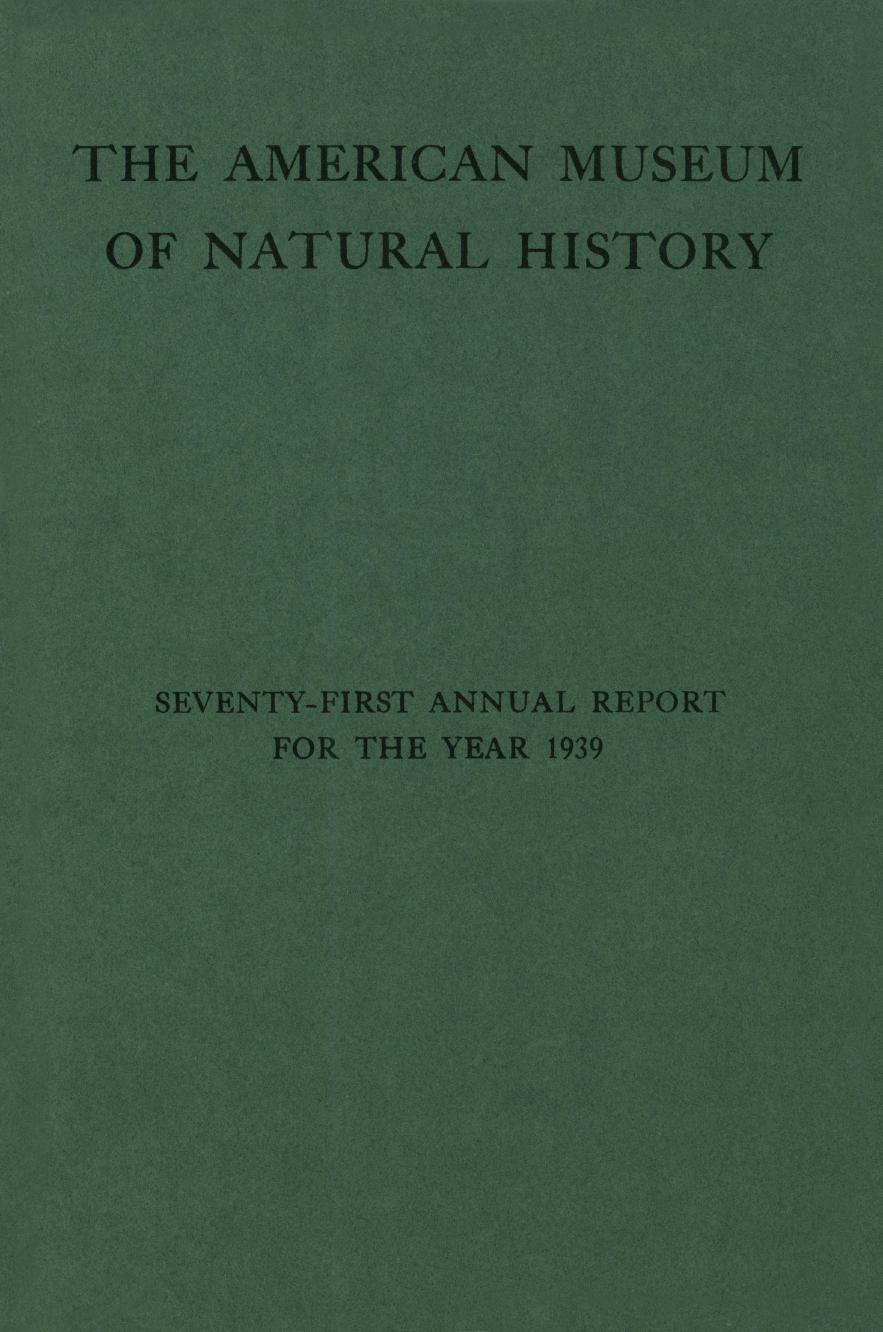 THE AMERICAN MUSEUM
OF NATURAL HISTORY
SEVENTY-FIRST ANNUAL REPORT
FOR THE YEAR 1939